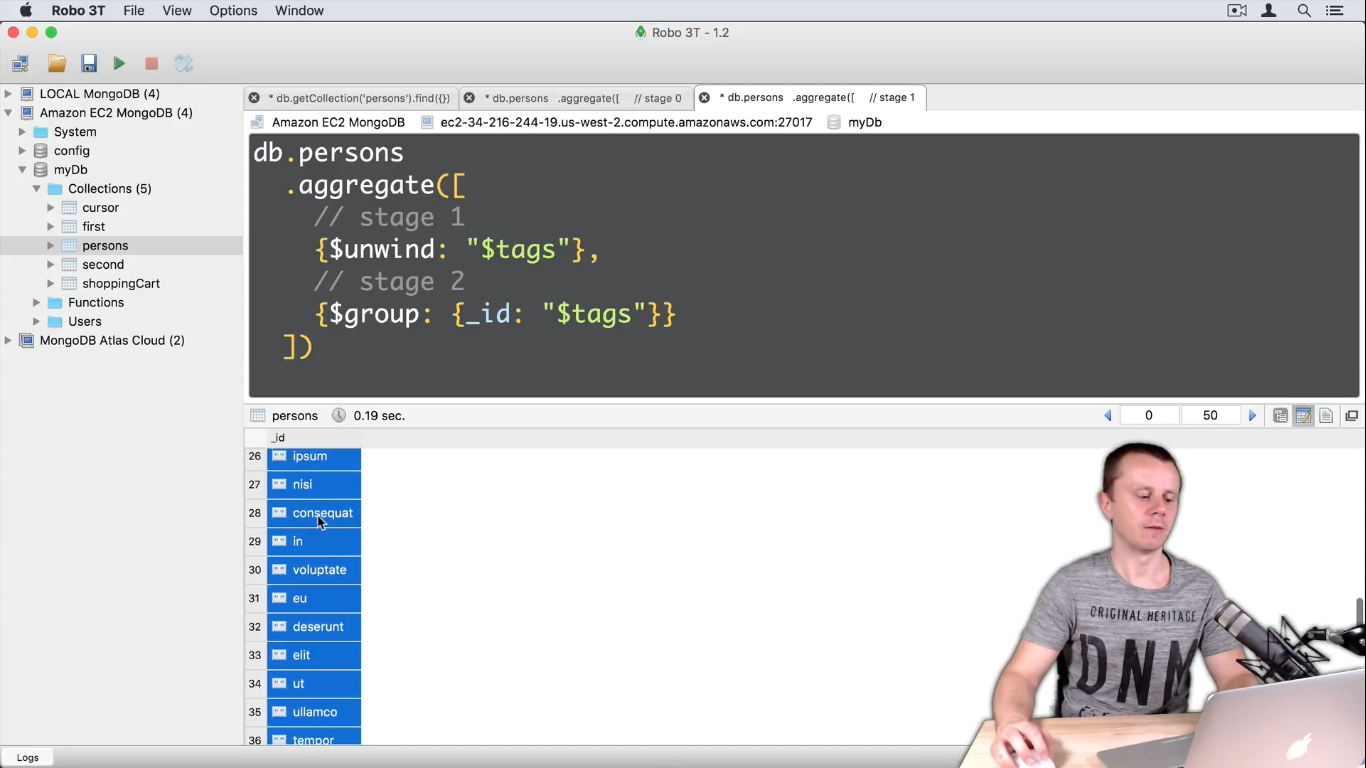 Robo 3T File View Options Window
Robo 3T - 1.2
LOCAL MongoDB (4)
Amazon EC2 MongoDB (4)
System
config
myDb
Collections (5)
cursor
first
persons
second
shoppingCart
Functions
Users
MongoDB Atlas Cloud (2)
* db.getCollection('persons').find({}) * db.persons .aggregate([ // stage 0 * db.persons .aggregate([ // stage 1
Amazon EC2 MongoDB ec2-34-216-244-19.us-west-2.compute.amazonaws.com:27017 myDb
db.persons
.aggregate([
// stage 1
{$unwind: "$tags"},
// stage 2
{$group: {_id: "$tags"}}
])
persons 0.19 sec. 0 50
_id
26 ipsum
27 nisi
28 consequat
29 in
30 voluptate
31 eu
32 deserunt
33 elit
34 ut
35 ullamco
36 tempor
ORIGINAL HERITAGE
DNM
Logs